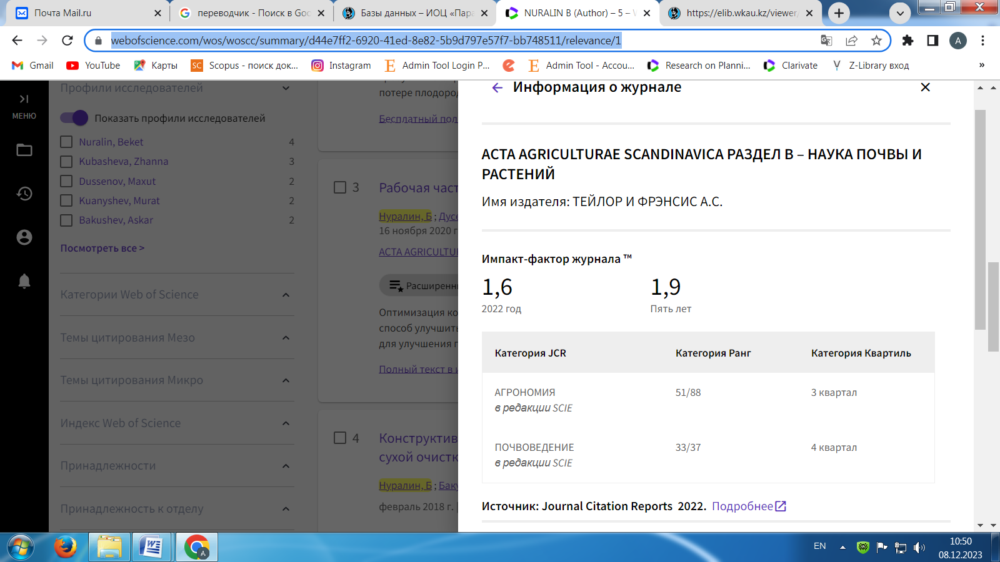 Почта Mail.ru
переводчик - Поиск в Goo
Базы данных – ИОЦ «Пара
NURALIN B (Author) – 5 – W
https://elib.wkau.kz/viewer/
webofscience.com/wos/woscc/summary/d44e7ff2-6920-41ed-8e82-5b9d797e57f7-bb748511/relevance/1
A
Gmail
YouTube
Карты
SC Scopus - поиск док...
Instagram
Admin Tool Login P...
Admin Tool - Accou...
Research on Planni...
Clarivate
Z-Library вход
»
МЕНЮ
Профили исследователей
Показать профили исследователей
Nuralin, Beket 4
Kubasheva, Zhanna 3
Dussenov, Maxut 2
Kuanyshev, Murat 2
Bakushev, Askar 2
Посмотреть все >
Категории Web of Science
Темы цитирования Мезо
Темы цитирования Микро
Индекс Web of Science
Принадлежности
Принадлежность к отделу
потере плодород
Бесплатный пол
3 Рабочая част
Нуралин, Б ; Дусе
16 ноября 2020 г
ACTA AGRICULTUR
Расширенн
Оптимизация ко
способ улучшить
для улучшения п
Полный текст в и
4 Конструктив
сухой очистк
Нуралин, Б ; Баку
февраль 2018 г. |
Информация о журнале
ACTA AGRICULTURAE SCANDINAVICA РАЗДЕЛ B – НАУКА ПОЧВЫ И
РАСТЕНИЙ
Имя издателя: ТЕЙЛОР И ФРЭНСИС А.С.
Импакт-фактор журнала ™
1,6 1,9
2022 год Пять лет
Категория JCR Категория Ранг Категория Квартиль
АГРОНОМИЯ 51/88 3 квартал
в редакции SCIE
ПОЧВОВЕДЕНИЕ 33/37 4 квартал
в редакции SCIE
Источник: Journal Citation Reports 2022. Подробнее
EN
10:50
08.12.2023